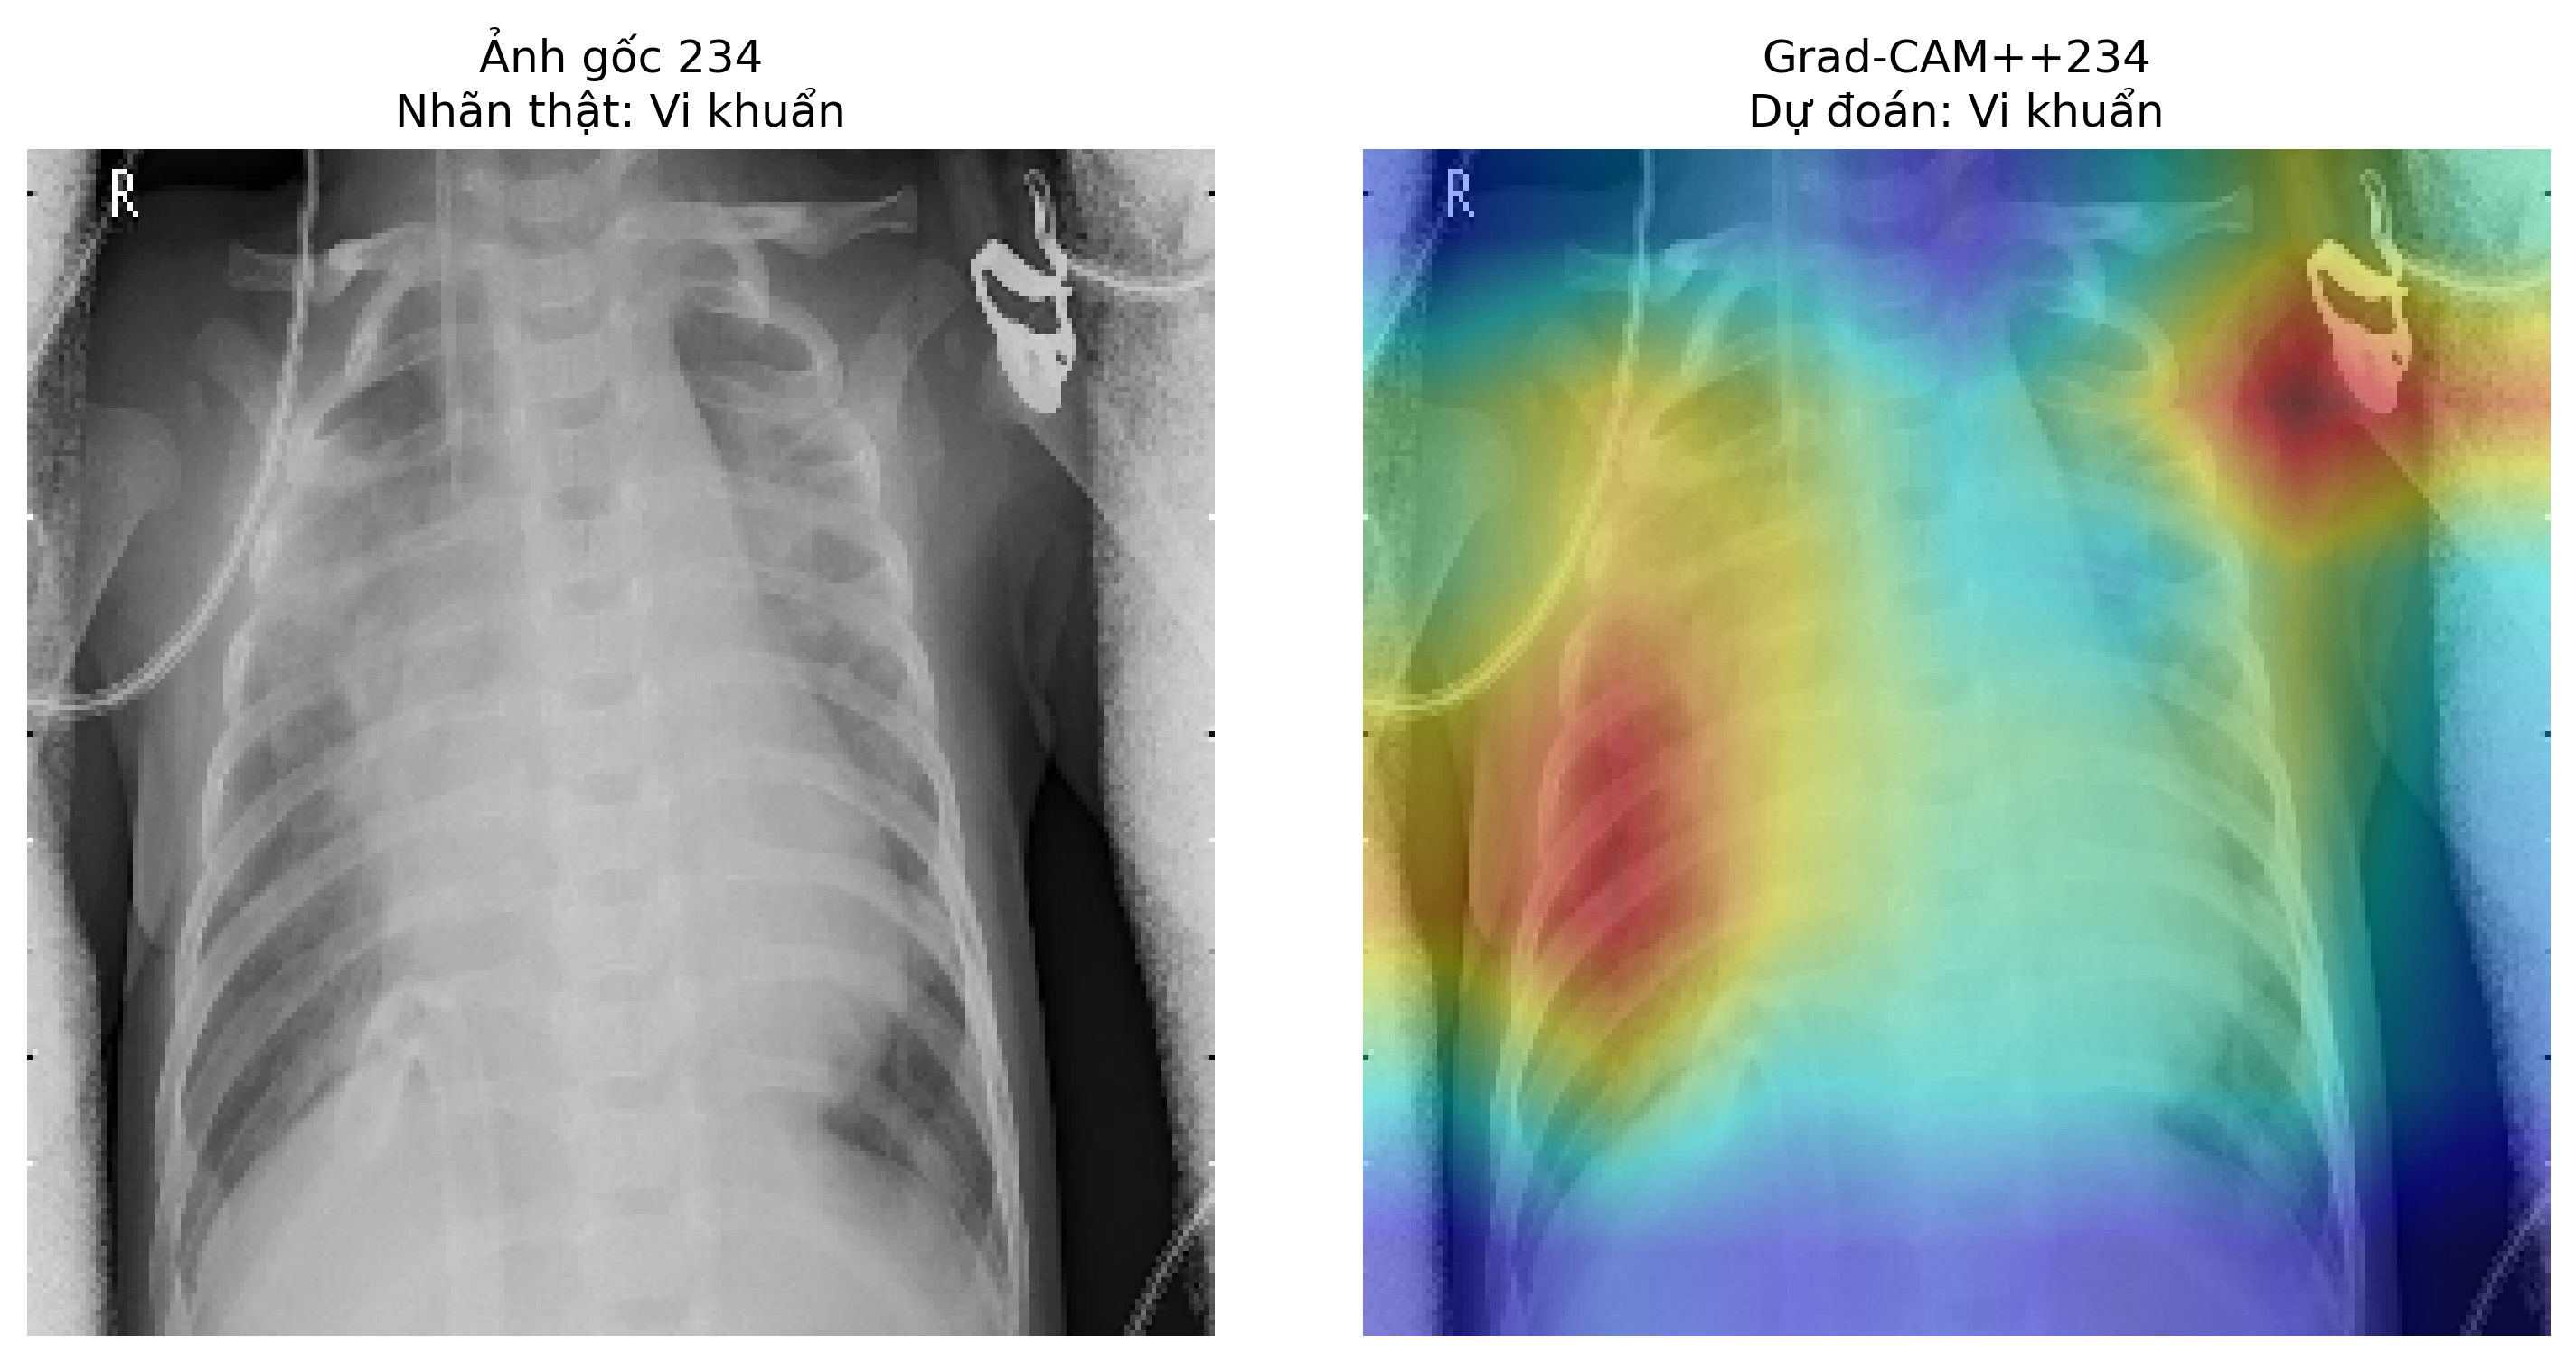 Ảnh gốc 234
Nhãn thật: Vi khuẩn
Grad-CAM++234
Dự đoán: Vi khuẩn
R
R